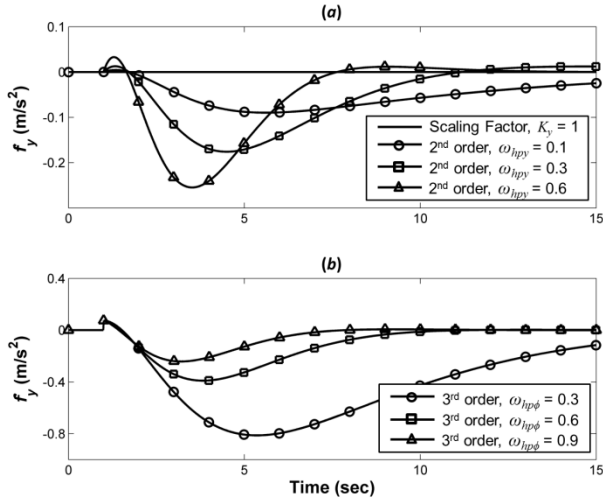 (a)
0.1
0
-0.1
-0.2
f_y (m/s²)
Scaling Factor, K_y = 1
2nd order, ω_hpy = 0.1
2nd order, ω_hpy = 0.3
2nd order, ω_hpy = 0.6
0 5 10 15
(b)
0.4
0
-0.4
-0.8
f_y (m/s²)
3rd order, ω_hpϕ = 0.3
3rd order, ω_hpϕ = 0.6
3rd order, ω_hpϕ = 0.9
0 5 10 15
Time (sec)